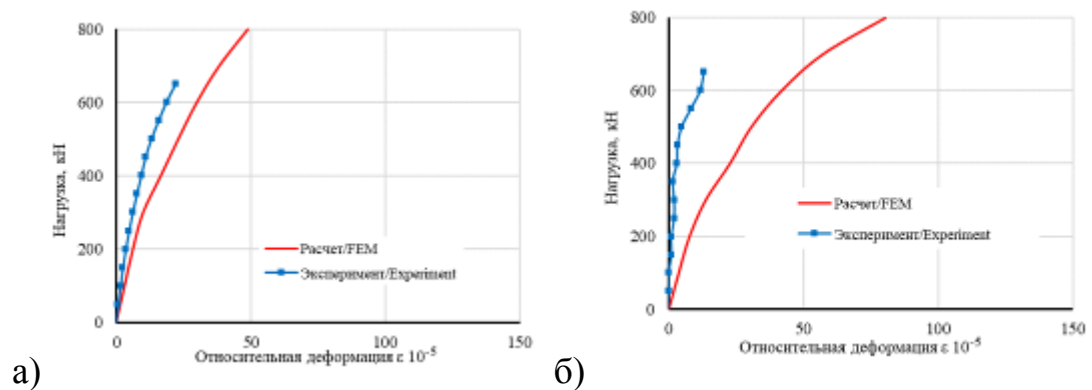 800
600
400
200
0
Нагрузка, кН
Расчет/FEM
Эксперимент/Experiment
0 50 100 150
Относительная деформация ε 10⁻⁵
а)
800
600
400
200
0
Нагрузка, кН
Расчет/FEM
Эксперимент/Experiment
0 50 100 150
Относительная деформация ε 10⁻⁵
б)